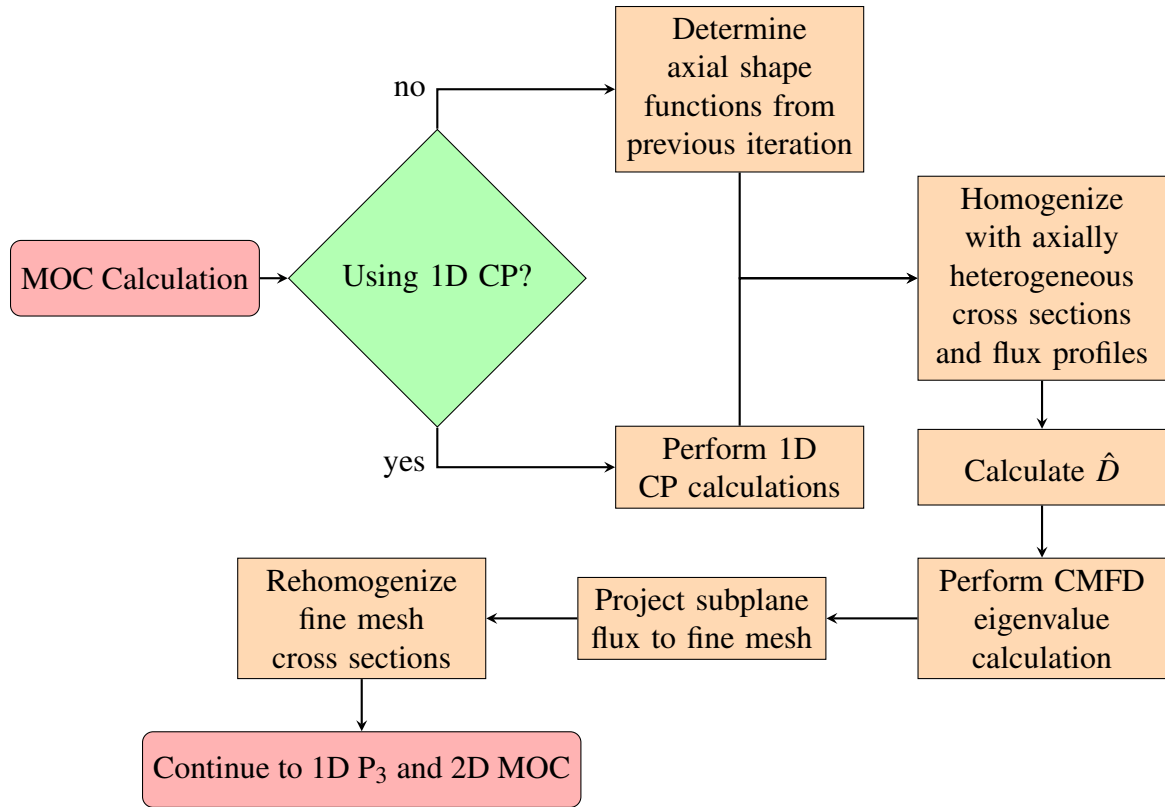 MOC Calculation
Using 1D CP?
no
Determine
axial shape
functions from
previous iteration
yes
Perform 1D
CP calculations
Homogenize
with axially
heterogeneous
cross sections
and flux profiles
Calculate D̂
Perform CMFD
eigenvalue
calculation
Project subplane
flux to fine mesh
Rehomogenize
fine mesh
cross sections
Continue to 1D P₃ and 2D MOC